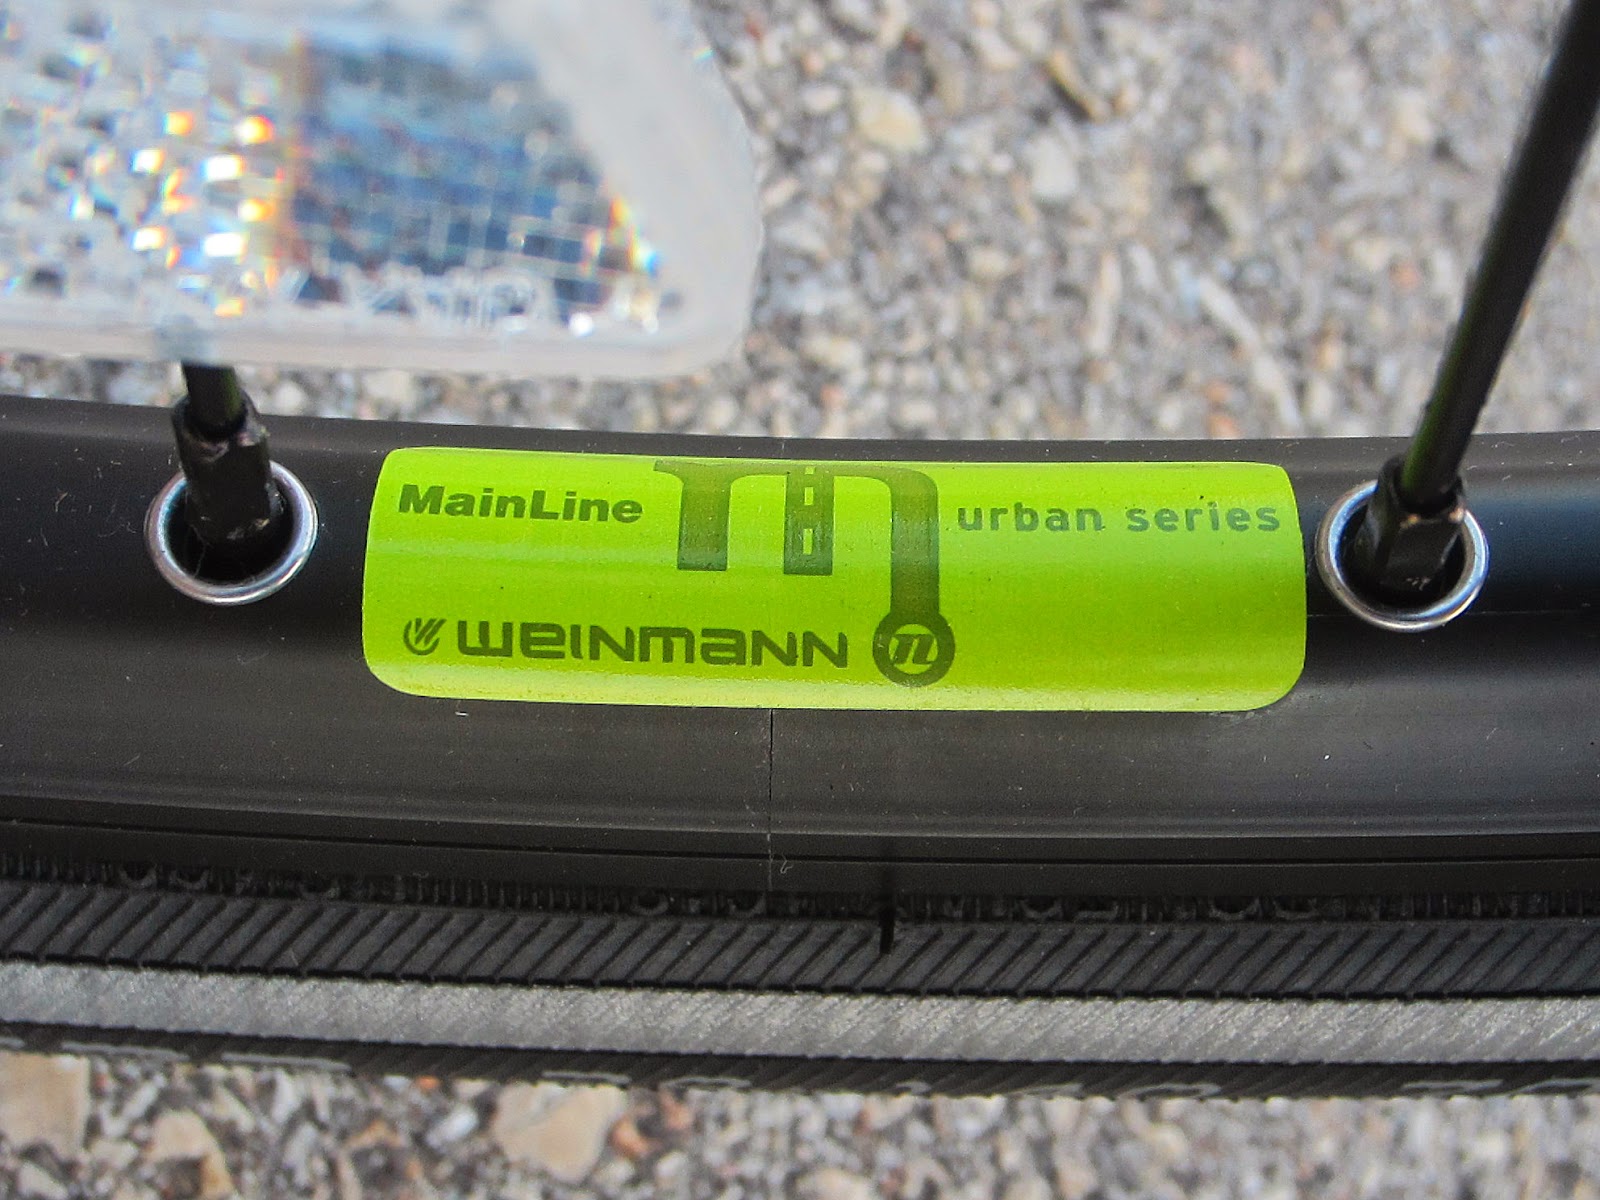 MainLine
urban series
weinmann